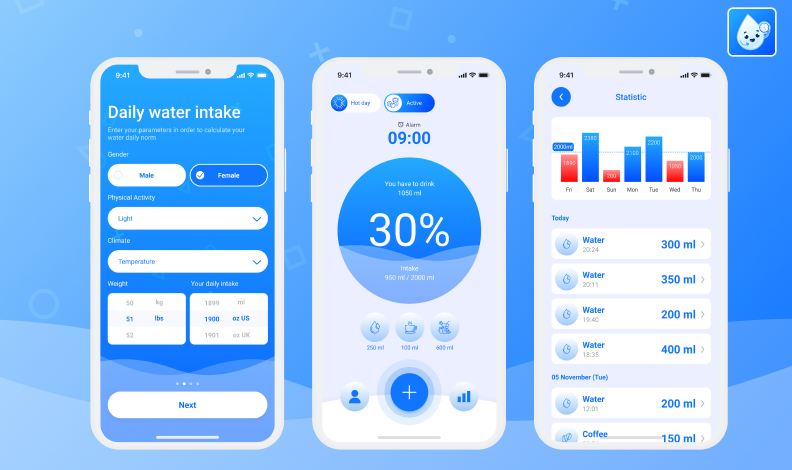 9:41
Daily water intake
Enter your parameters in order to calculate your
water daily norm
Gender
Male
Female
Physical Activity
Light
Climate
Temperature
Weight
Your daily intake
50 kg
51 lbs
52
1899 ml
1900 oz US
1901 oz UK
Next
9:41
Hot day
Active
Alarm
09:00
You have to drink
1050 ml
30%
Intake
950 ml / 2000 ml
250 ml
100 ml
600 ml
9:41
Statistic
2000ml
200
2100
2200
2000
Fri
Sat
Sun
Mon
Tue
Wed
Thu
Today
Water
20:24
300 ml
Water
20:11
350 ml
Water
19:40
200 ml
Water
18:35
400 ml
05 November (Tue)
Water
12:01
200 ml
Coffee
150 ml